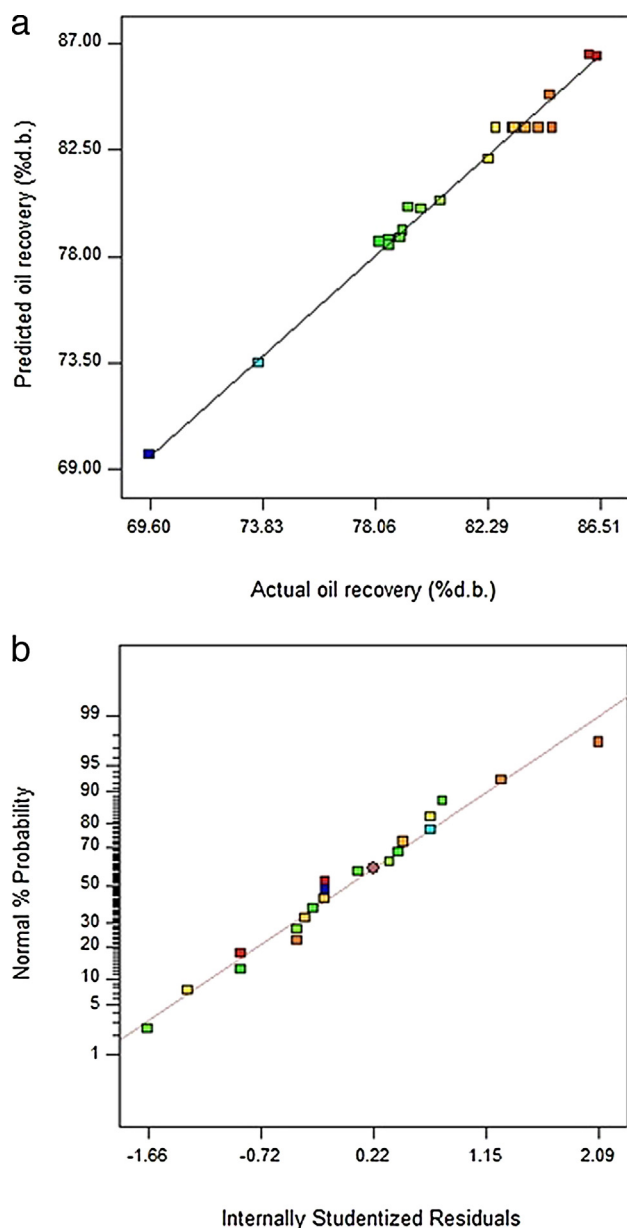 a
87.00
82.50
78.00
73.50
69.00
Predicted oil recovery (%d.b.)
69.60 73.83 78.06 82.29 86.51
Actual oil recovery (%d.b.)
b
99
95
90
80
70
50
30
20
10
5
1
Normal % Probability
-1.66 -0.72 0.22 1.15 2.09
Internally Studentized Residuals